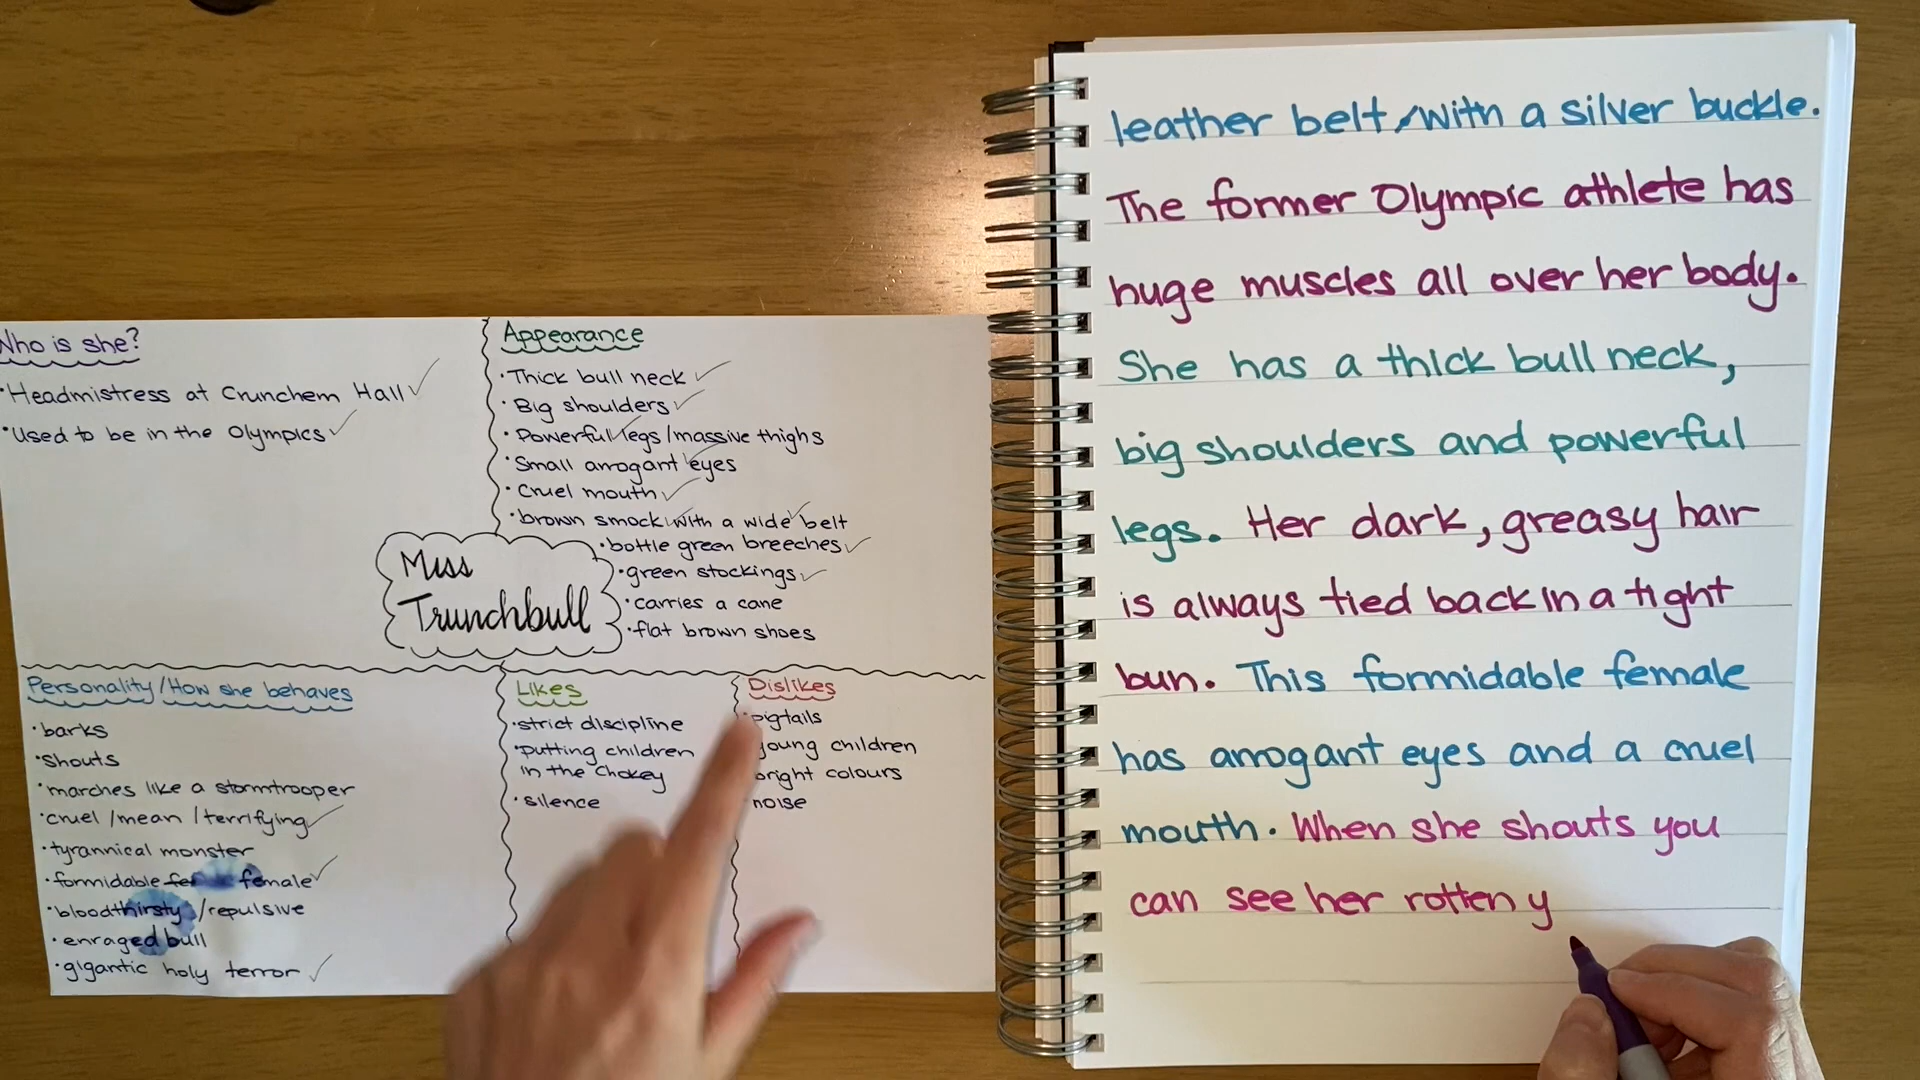 Who is she?
·Headmistress at Crunchem Hall ✓
·Used to be in the Olympics ✓
Appearance
·Thick bull neck ✓
·Big shoulders ✓
·Powerful legs/massive thighs
·Small arrogant eyes
·Cruel mouth ✓
·brown smock with a wide belt
·bottle green breeches ✓
·green stockings ✓
·carries a cane
·flat brown shoes
Miss
Trunchbull
Personality/How she behaves
·barks
·shouts
·marches like a stormtrooper
·cruel/mean/terrifying ✓
·tyrannical monster
·formidable female ✓
·bloodthirsty/repulsive
·enraged bull
·gigantic holy terror ✓
Likes
·strict discipline
·putting children
in the Chokey
·silence
Dislikes
·pigtails
young children
bright colours
noise
leather belt with a silver buckle.
The former Olympic athlete has
huge muscles all over her body.
She has a thick bull neck,
big shoulders and powerful
legs. Her dark, greasy hair
is always tied back in a tight
bun. This formidable female
has arrogant eyes and a cruel
mouth. When she shouts you
can see her rotten y